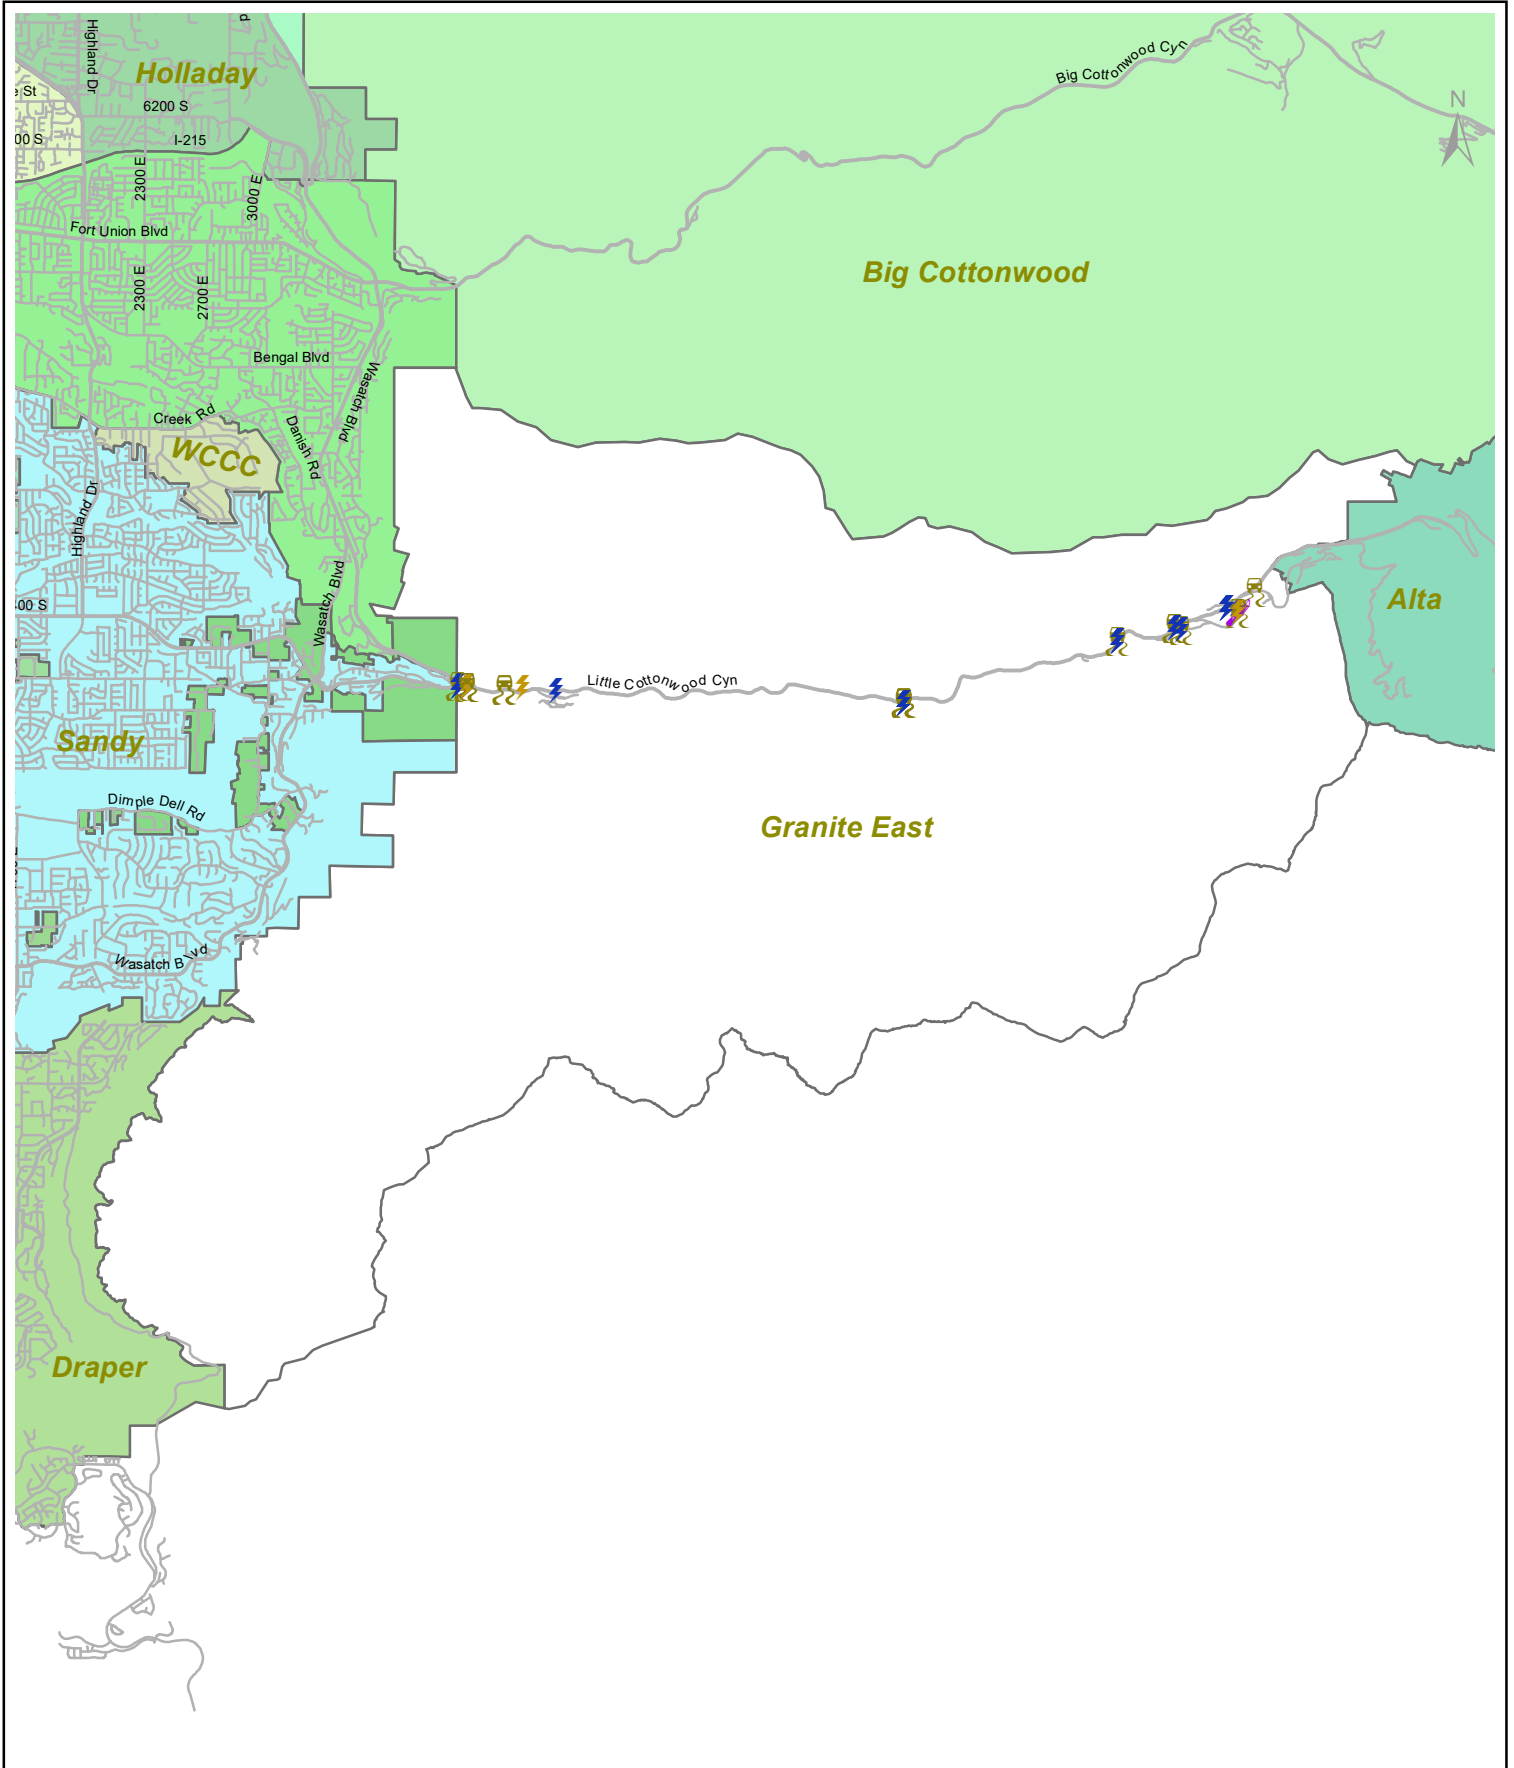 Highland Dr
Holladay
Big Cottonwood Cyn
e St
6200 S
N
00 S
I-215
2300 E
3000 E
Fort Union Blvd
Big Cottonwood
2300 E
2700 E
Bengal Blvd
Wasatch Blvd
Creek Rd
Danish Rd
WCCC
Highland Dr
Wasatch Blvd
00 S
Alta
Little Cottonwood Cyn
Sandy
Dimple Dell Rd
Granite East
Wasatch Blvd
Draper